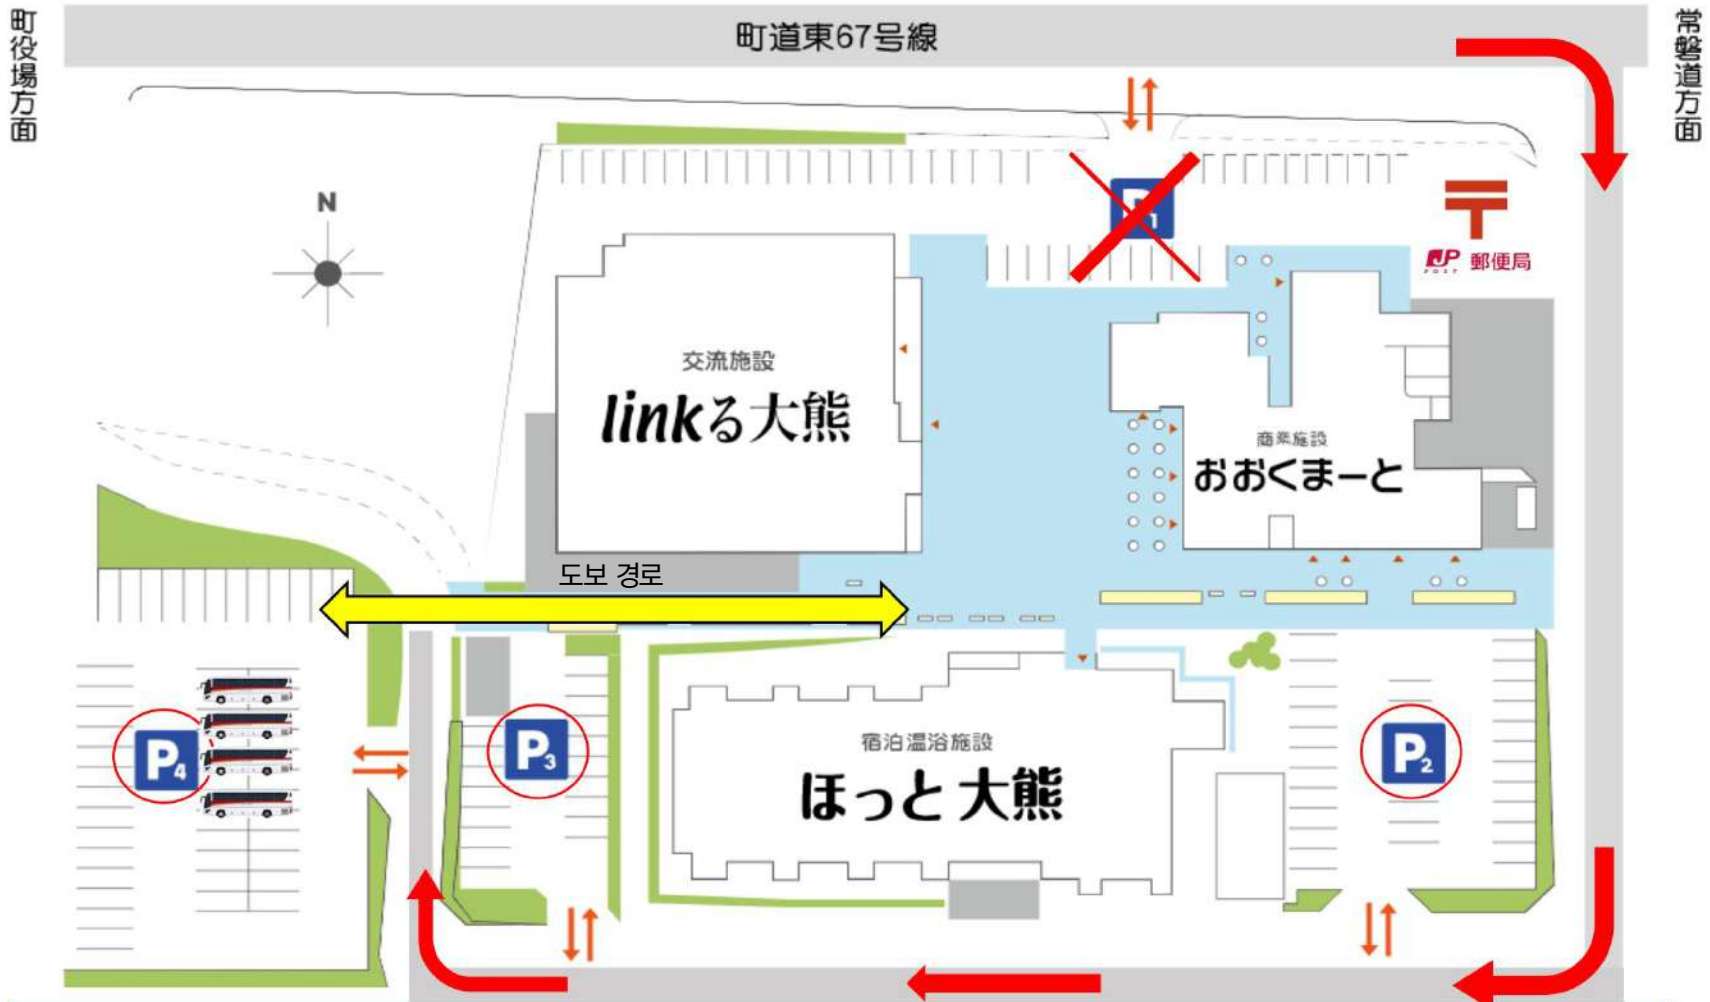 町役場方面
町道東67号線
常磐道方面
N
P1
JP
POST
郵便局
交流施設
linkる大熊
商業施設
おおくまーと
도보 경로
P4
P3
宿泊温浴施設
ほっと大熊
P2